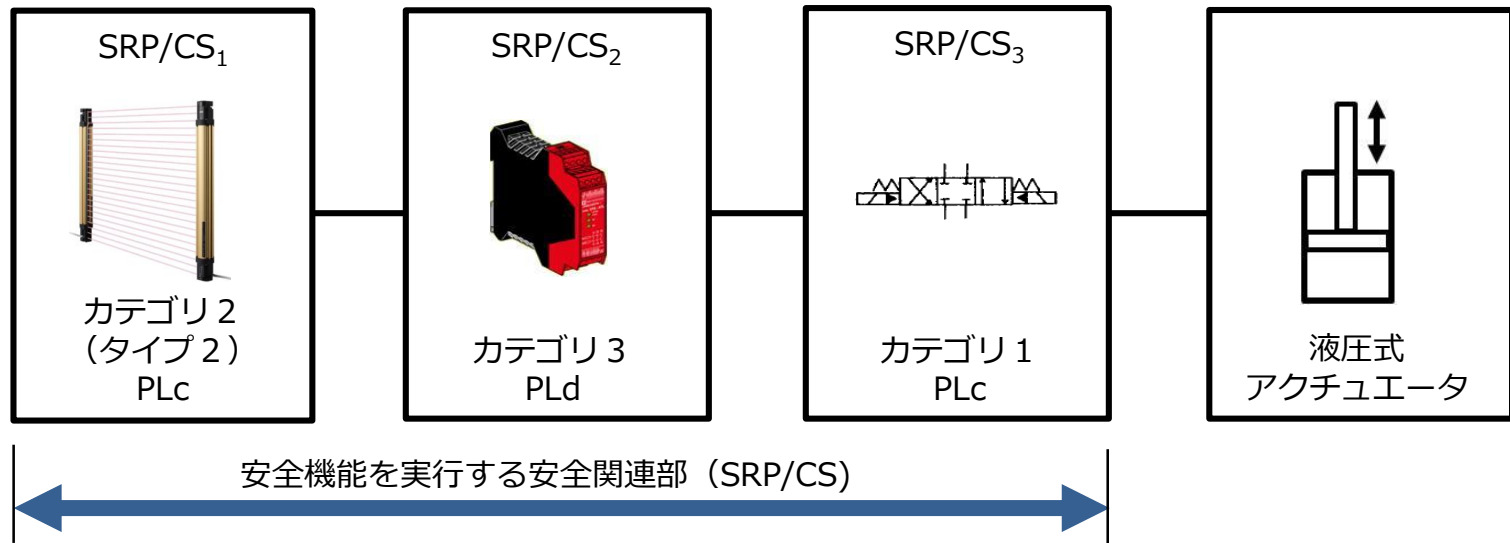 SRP/CS₁
カテゴリ2
(タイプ2)
PLc
SRP/CS₂
カテゴリ3
PLd
SRP/CS₃
カテゴリ1
PLc
液圧式
アクチュエータ
安全機能を実行する安全関連部(SRP/CS)